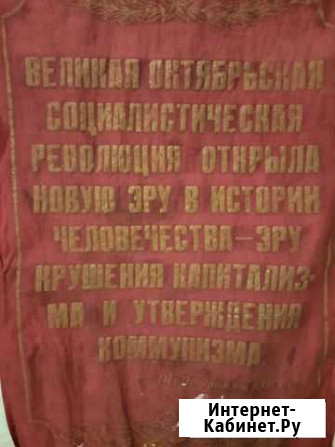 ВЕЛИКАЯ ОКТЯБРЬСКАЯ
СОЦИАЛИСТИЧЕСКАЯ
РЕВОЛЮЦИЯ ОТКРЫЛА
НОВУЮ ЭРУ В ИСТОРИИ
ЧЕЛОВЕЧЕСТВА — ЭРУ
КРУШЕНИЯ КАПИТАЛИЗ-
МА И УТВЕРЖДЕНИЯ
КОММУНИЗМА
Интернет-
Кабинет.Ру